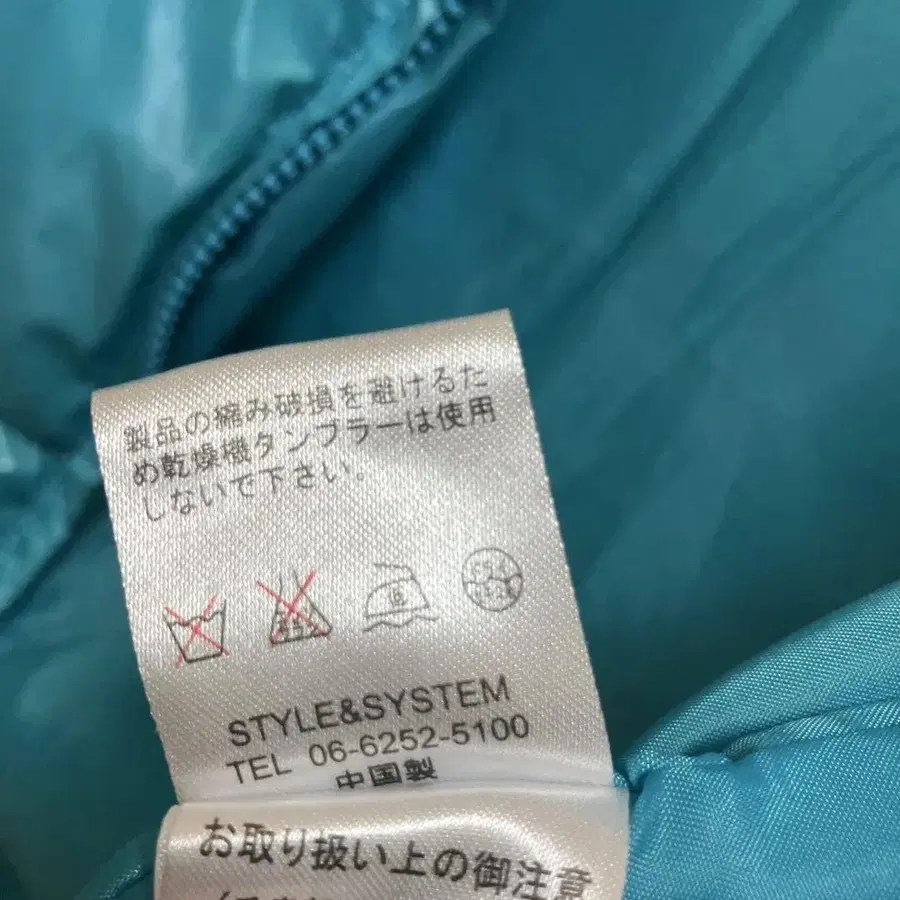 製品の縮み破損を避けるた
め乾燥機タンブラーは使用
しないで下さい。
STYLE&SYSTEM
TEL 06-6252-5100
中国製
お取り扱い上の御注意